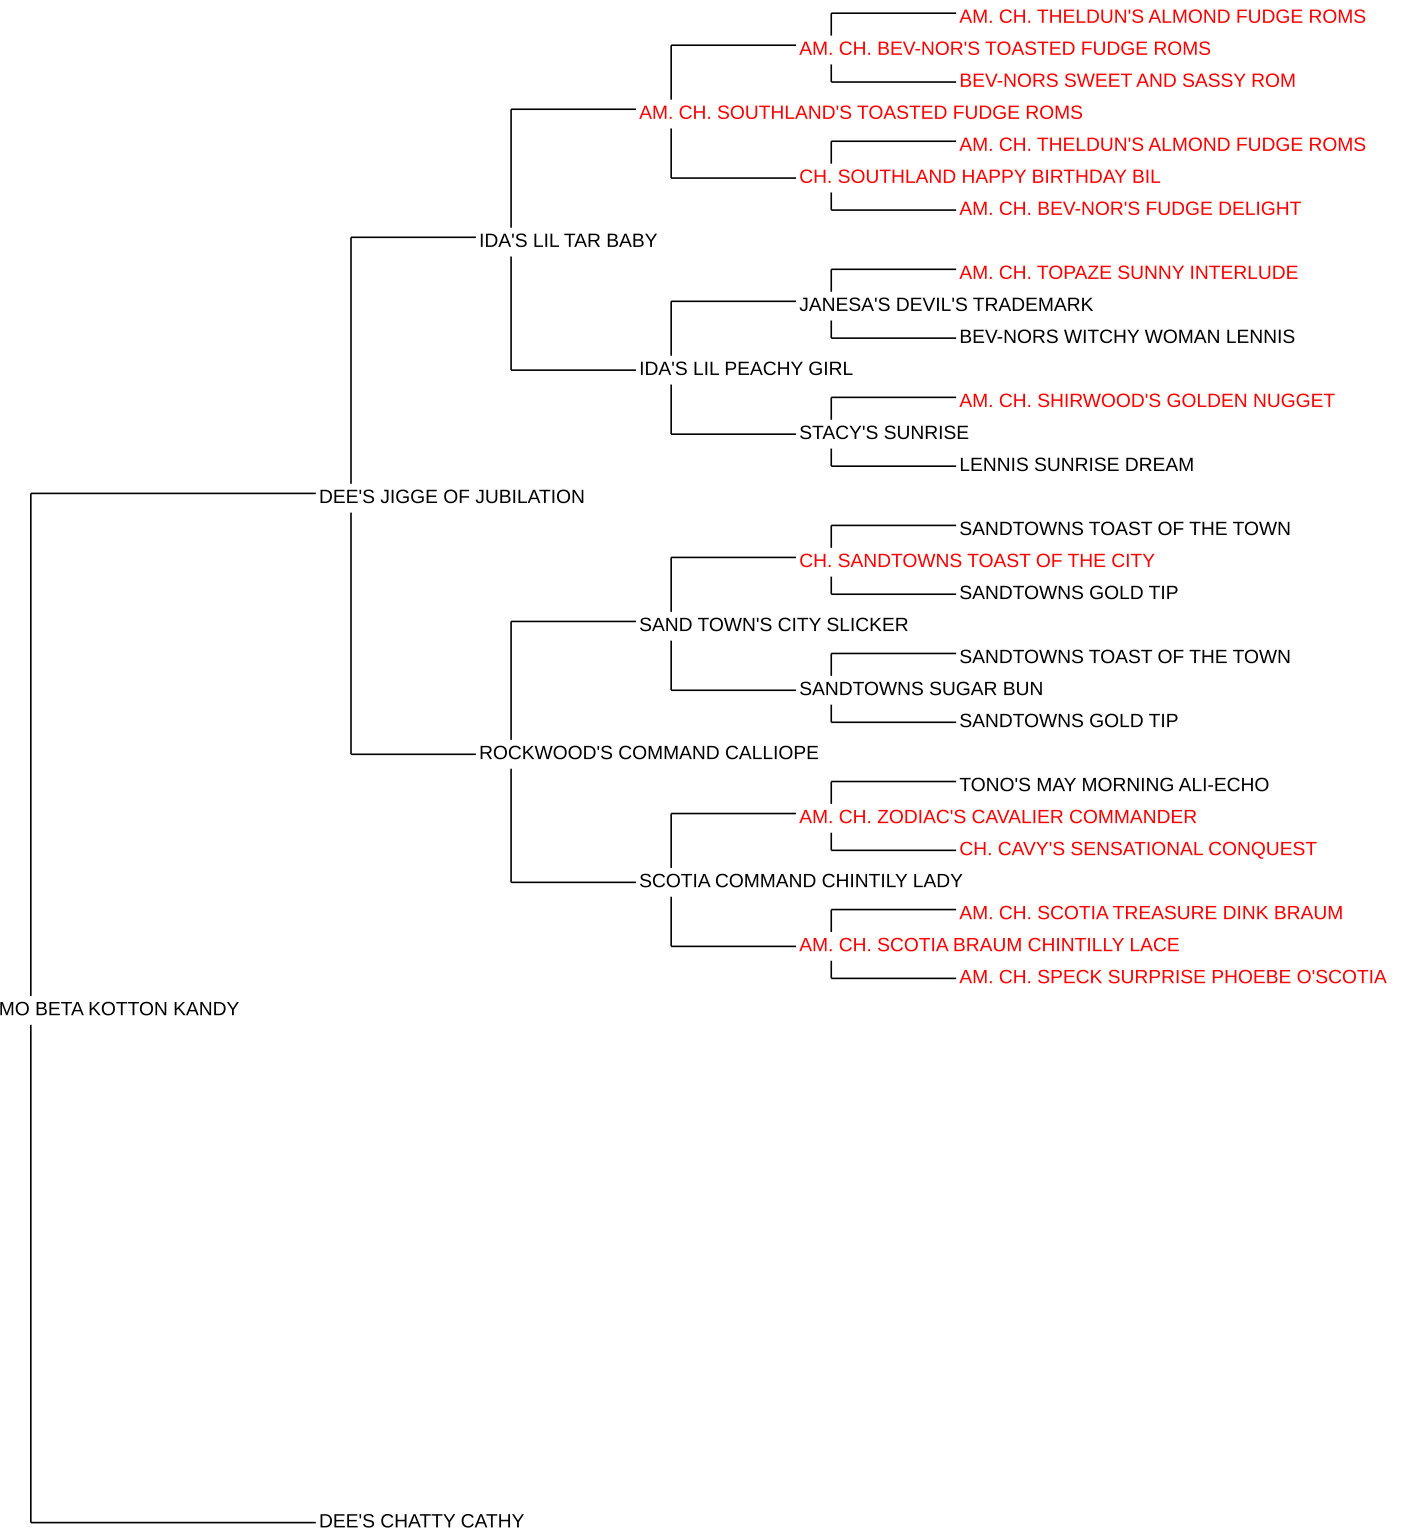 AM. CH. THELDUN'S ALMOND FUDGE ROMS
AM. CH. BEV-NOR'S TOASTED FUDGE ROMS
BEV-NORS SWEET AND SASSY ROM
AM. CH. SOUTHLAND'S TOASTED FUDGE ROMS
AM. CH. THELDUN'S ALMOND FUDGE ROMS
CH. SOUTHLAND HAPPY BIRTHDAY BIL
AM. CH. BEV-NOR'S FUDGE DELIGHT
IDA'S LIL TAR BABY
AM. CH. TOPAZE SUNNY INTERLUDE
JANESA'S DEVIL'S TRADEMARK
BEV-NORS WITCHY WOMAN LENNIS
IDA'S LIL PEACHY GIRL
AM. CH. SHIRWOOD'S GOLDEN NUGGET
STACY'S SUNRISE
LENNIS SUNRISE DREAM
DEE'S JIGGE OF JUBILATION
SANDTOWNS TOAST OF THE TOWN
CH. SANDTOWNS TOAST OF THE CITY
SANDTOWNS GOLD TIP
SAND TOWN'S CITY SLICKER
SANDTOWNS TOAST OF THE TOWN
SANDTOWNS SUGAR BUN
SANDTOWNS GOLD TIP
ROCKWOOD'S COMMAND CALLIOPE
TONO'S MAY MORNING ALI-ECHO
AM. CH. ZODIAC'S CAVALIER COMMANDER
CH. CAVY'S SENSATIONAL CONQUEST
SCOTIA COMMAND CHINTILY LADY
AM. CH. SCOTIA TREASURE DINK BRAUM
AM. CH. SCOTIA BRAUM CHINTILLY LACE
AM. CH. SPECK SURPRISE PHOEBE O'SCOTIA
MO BETA KOTTON KANDY
DEE'S CHATTY CATHY